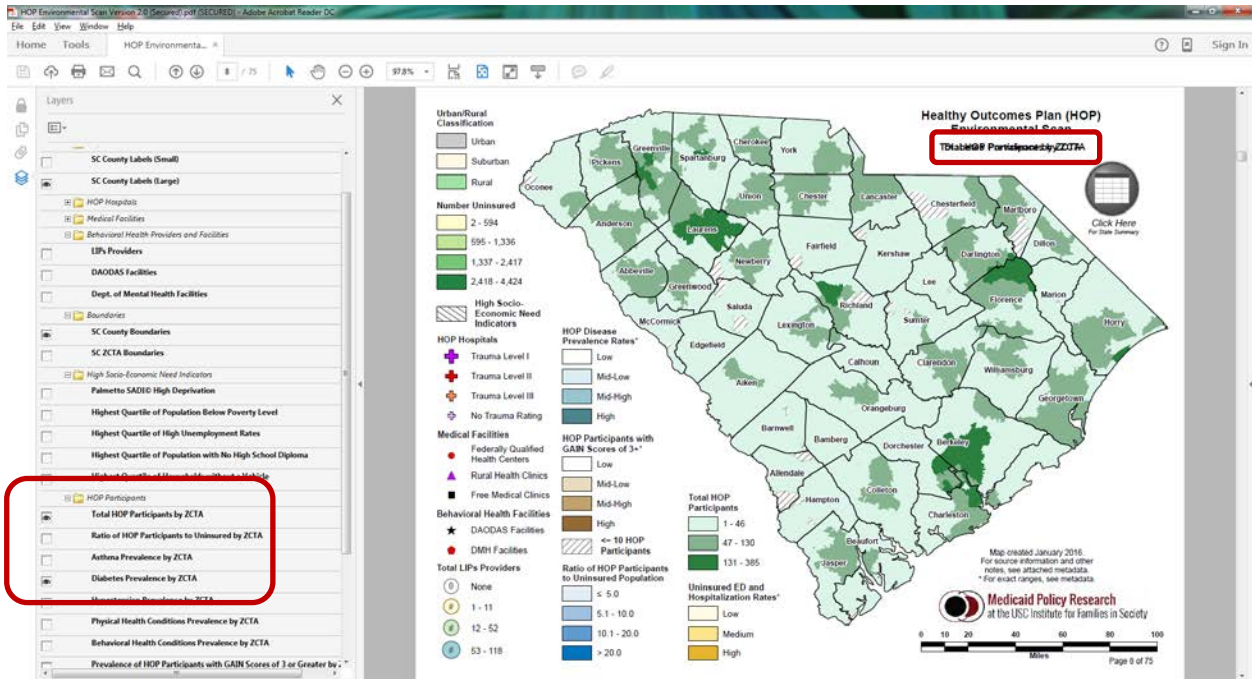 HOP Environmental Scan Version 2.0 (Secured).pdf (SECURED) - Adobe Acrobat Reader DC
File Edit View Window Help
Home Tools HOP Environmenta... × Sign In
8 / 75 97.8%
Layers
SC County Labels (Small)
SC County Labels (Large)
HOP Hospitals
Medical Facilities
Behavioral Health Providers and Facilities
LIPs Providers
DAODAS Facilities
Dept. of Mental Health Facilities
Boundaries
SC County Boundaries
SC ZCTA Boundaries
High Socio-Economic Need Indicators
Palmetto SADI© High Deprivation
Highest Quartile of Population Below Poverty Level
Highest Quartile of High Unemployment Rates
Highest Quartile of Population with No High School Diploma
Highest Quartile of Households without a Vehicle
HOP Participants
Total HOP Participants by ZCTA
Ratio of HOP Participants to Uninsured by ZCTA
Asthma Prevalence by ZCTA
Diabetes Prevalence by ZCTA
Hypertension Prevalence by ZCTA
Physical Health Conditions Prevalence by ZCTA
Behavioral Health Conditions Prevalence by ZCTA
Prevalence of HOP Participants with GAIN Scores of 3 or Greater by
Urban/Rural
Classification
Urban
Suburban
Rural
Number Uninsured
2 - 594
595 - 1,336
1,337 - 2,417
2,418 - 4,424
High Socio-
Economic Need
Indicators
HOP Hospitals
Trauma Level I
Trauma Level II
Trauma Level III
No Trauma Rating
Medical Facilities
Federally Qualified
Health Centers
Rural Health Clinics
Free Medical Clinics
Behavioral Health Facilities
DAODAS Facilities
DMH Facilities
Total LIPs Providers
0 None
# 1 - 11
# 12 - 52
# 53 - 118
HOP Disease
Prevalence Rates*
Low
Mid-Low
Mid-High
High
HOP Participants with
GAIN Scores of 3+*
Low
Mid-Low
Mid-High
High
<= 10 HOP
Participants
Ratio of HOP Participants
to Uninsured Population
≤ 5.0
5.1 - 10.0
10.1 - 20.0
> 20.0
Total HOP
Participants
1 - 46
47 - 130
131 - 385
Uninsured ED and
Hospitalization Rates*
Low
Medium
High
Healthy Outcomes Plan (HOP)
Environmental Scan
Click Here
For State Summary
Oconee
Pickens
Greenville
Spartanburg
Cherokee
York
Anderson
Union
Chester
Lancaster
Chesterfield
Marlboro
Laurens
Fairfield
Kershaw
Darlington
Dillon
Abbeville
Greenwood
Newberry
Lee
Florence
Marion
McCormick
Saluda
Lexington
Richland
Sumter
Horry
Edgefield
Calhoun
Clarendon
Williamsburg
Aiken
Orangeburg
Georgetown
Barnwell
Bamberg
Dorchester
Berkeley
Allendale
Hampton
Colleton
Charleston
Jasper
Beaufort
Map created January 2016.
For source information and other
notes, see attached metadata.
* For exact ranges, see metadata.
Medicaid Policy Research
at the USC Institute for Families in Society
0 10 20 40 60 80 100
Miles
Page 8 of 75